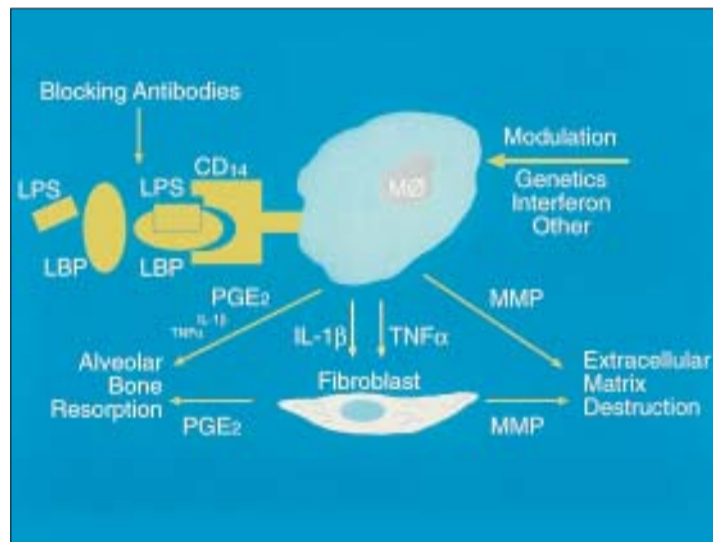 Blocking Antibodies
CD14
LPS
LPS
LBP
LBP
MØ
Modulation
Genetics
Interferon
Other
PGE2
IL-1β
TNFα
IL-1β
TNFα
MMP
Alveolar
Bone
Resorption
Fibroblast
Extracellular
Matrix
Destruction
PGE2
MMP